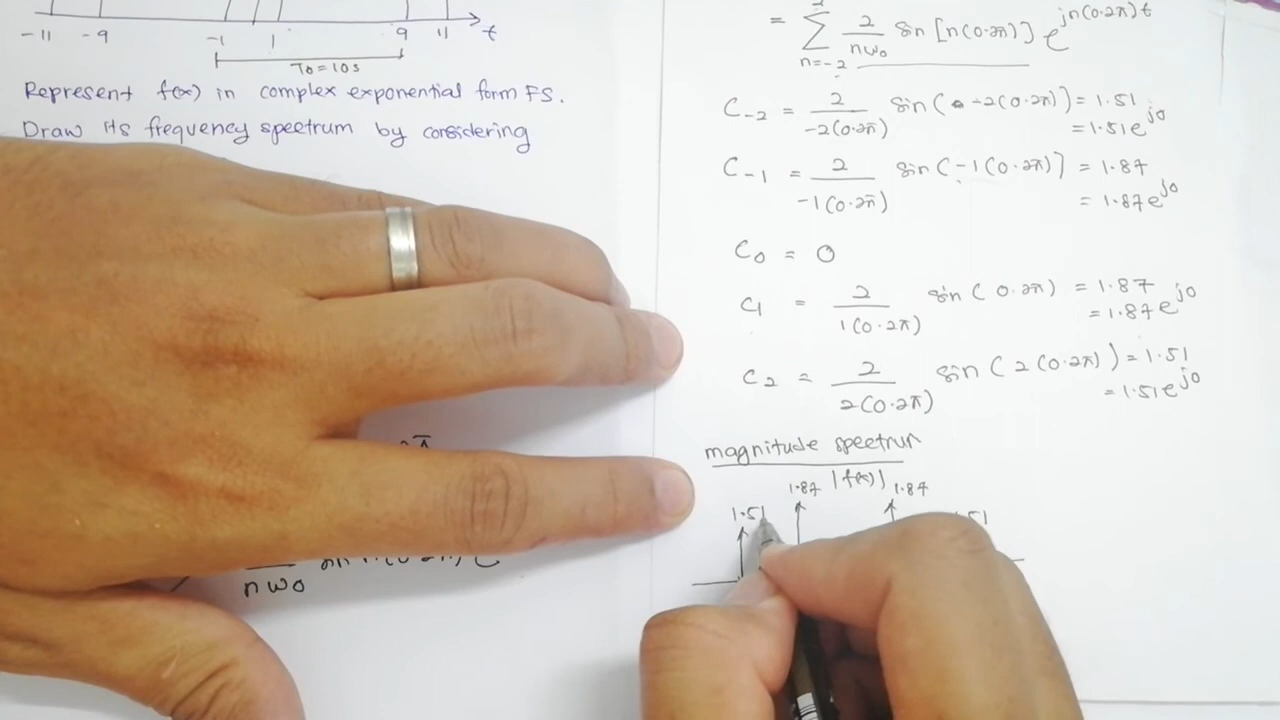 -11 -9 -1 1 9 11 t
T0 = 10s
Represent f(x) in complex exponential form FS.
Draw its frequency spectrum by considering
nω0
= Σ 2/nω0 sin [n(0.2π)] e^jn(0.2π)t
n=-2
C-2 = 2/-2(0.2π) sin(-2(0.2π)] = 1.51
= 1.51e^j0
C-1 = 2/-1(0.2π) sin(-1(0.2π)] = 1.87
= 1.87e^j0
C0 = 0
C1 = 2/1(0.2π) sin(0.2π) = 1.87
= 1.87e^j0
C2 = 2/2(0.2π) sin(2(0.2π)) = 1.51
= 1.51e^j0
magnitude spectrum
1.87 |f(x)| 1.87
1.51